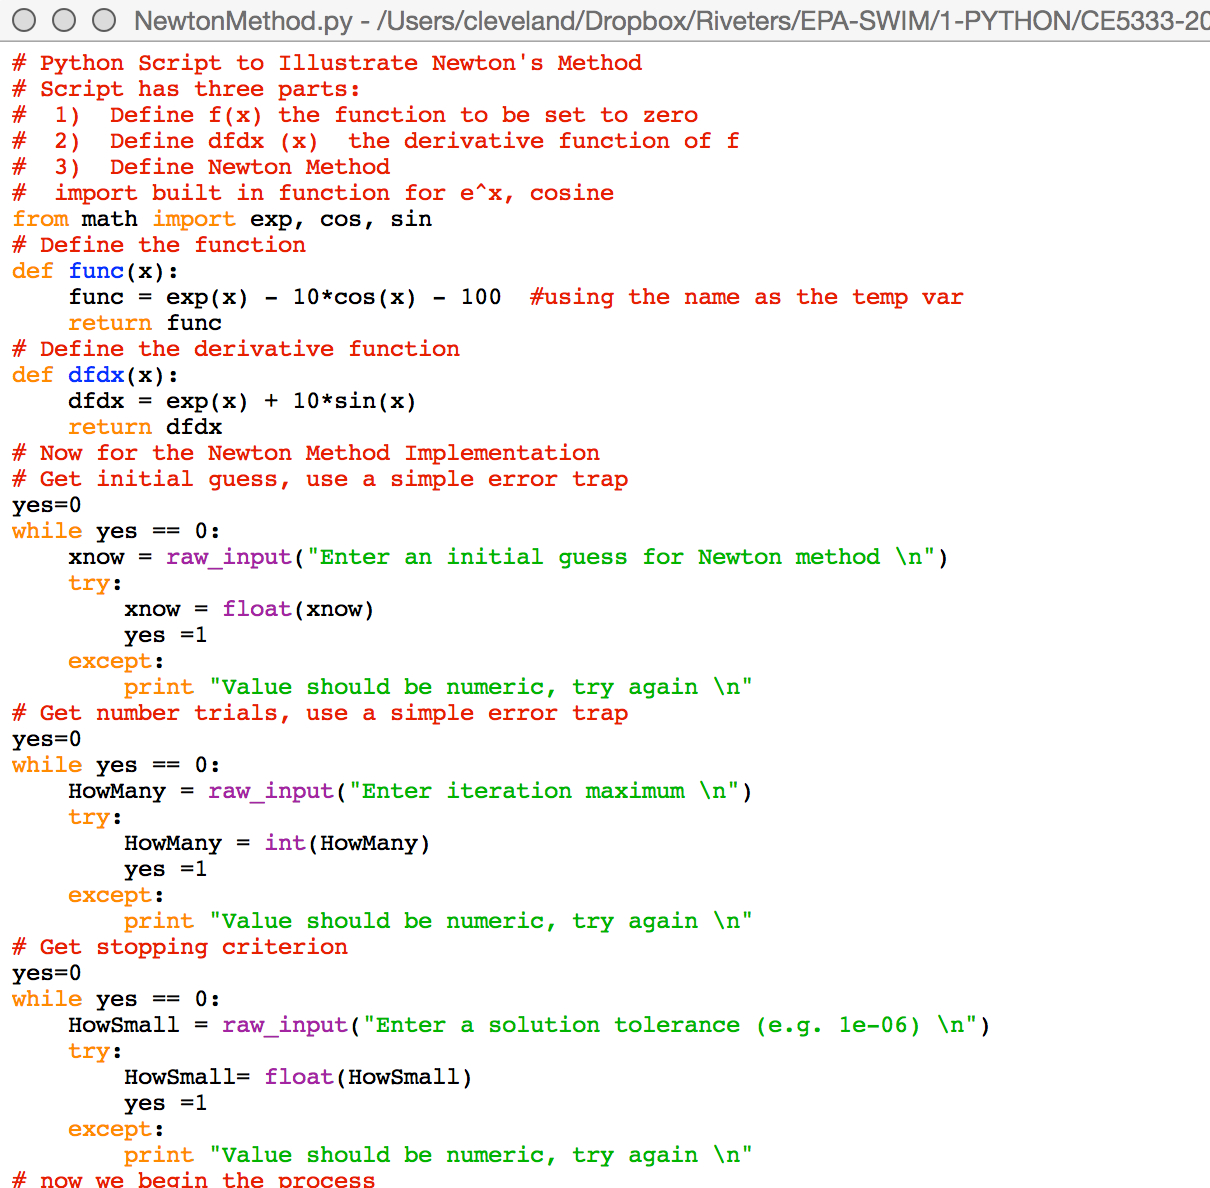 NewtonMethod.py - /Users/cleveland/Dropbox/Riveters/EPA-SWIM/1-PYTHON/CE5333-20
# Python Script to Illustrate Newton's Method
# Script has three parts:
#  1)  Define f(x) the function to be set to zero
#  2)  Define dfdx (x)  the derivative function of f
#  3)  Define Newton Method
#  import built in function for e^x, cosine
from math import exp, cos, sin
# Define the function
def func(x):
    func = exp(x) - 10*cos(x) - 100  #using the name as the temp var
    return func
# Define the derivative function
def dfdx(x):
    dfdx = exp(x) + 10*sin(x)
    return dfdx
# Now for the Newton Method Implementation
# Get initial guess, use a simple error trap
yes=0
while yes == 0:
    xnow = raw_input("Enter an initial guess for Newton method \n")
    try:
        xnow = float(xnow)
        yes =1
    except:
        print "Value should be numeric, try again \n"
# Get number trials, use a simple error trap
yes=0
while yes == 0:
    HowMany = raw_input("Enter iteration maximum \n")
    try:
        HowMany = int(HowMany)
        yes =1
    except:
        print "Value should be numeric, try again \n"
# Get stopping criterion
yes=0
while yes == 0:
    HowSmall = raw_input("Enter a solution tolerance (e.g. 1e-06) \n")
    try:
        HowSmall= float(HowSmall)
        yes =1
    except:
        print "Value should be numeric, try again \n"
# now we begin the process